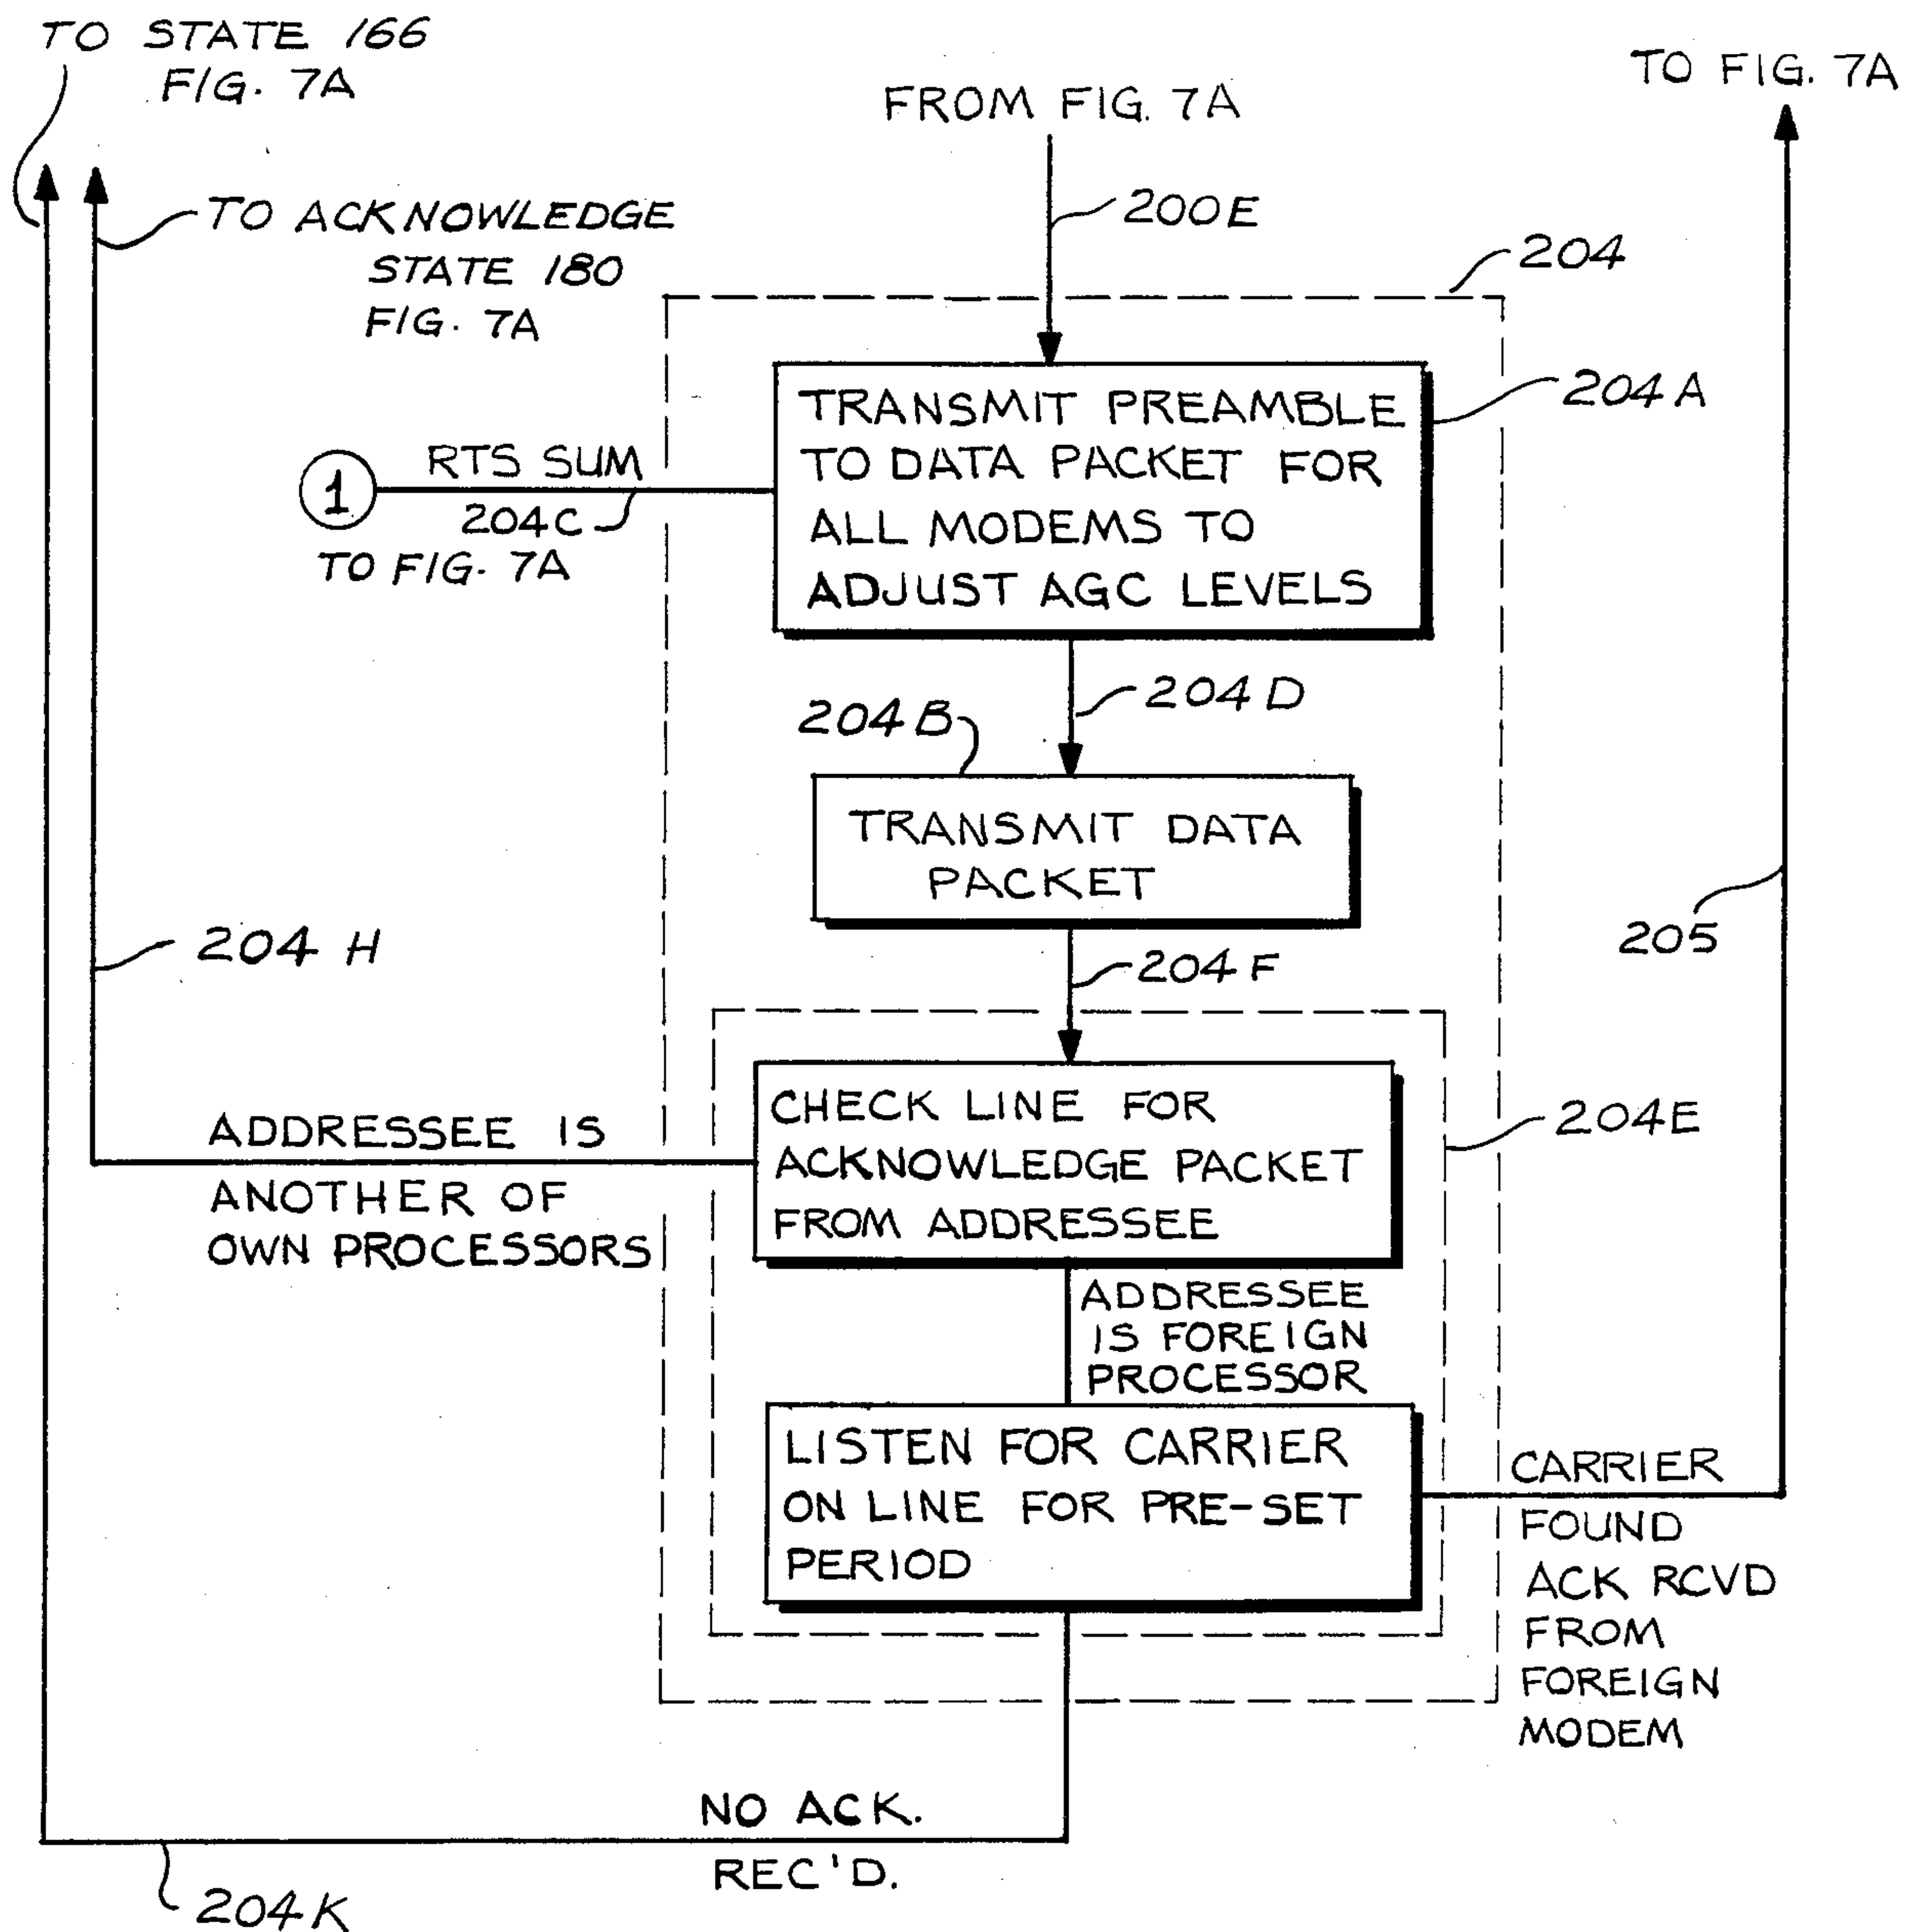 TO STATE 166
FIG. 7A
TO FIG. 7A
FROM FIG. 7A
200E
TO ACKNOWLEDGE
STATE 180
FIG. 7A
204
TRANSMIT PREAMBLE
TO DATA PACKET FOR
ALL MODEMS TO
ADJUST AGC LEVELS
204A
1
RTS SUM
204C
TO FIG. 7A
204D
204B
TRANSMIT DATA
PACKET
204H
204F
205
CHECK LINE FOR
ACKNOWLEDGE PACKET
FROM ADDRESSEE
204E
ADDRESSEE IS
ANOTHER OF
OWN PROCESSORS
ADDRESSEE
IS FOREIGN
PROCESSOR
LISTEN FOR CARRIER
ON LINE FOR PRE-SET
PERIOD
CARRIER
FOUND
ACK RCVD
FROM
FOREIGN
MODEM
NO ACK.
REC'D.
204K